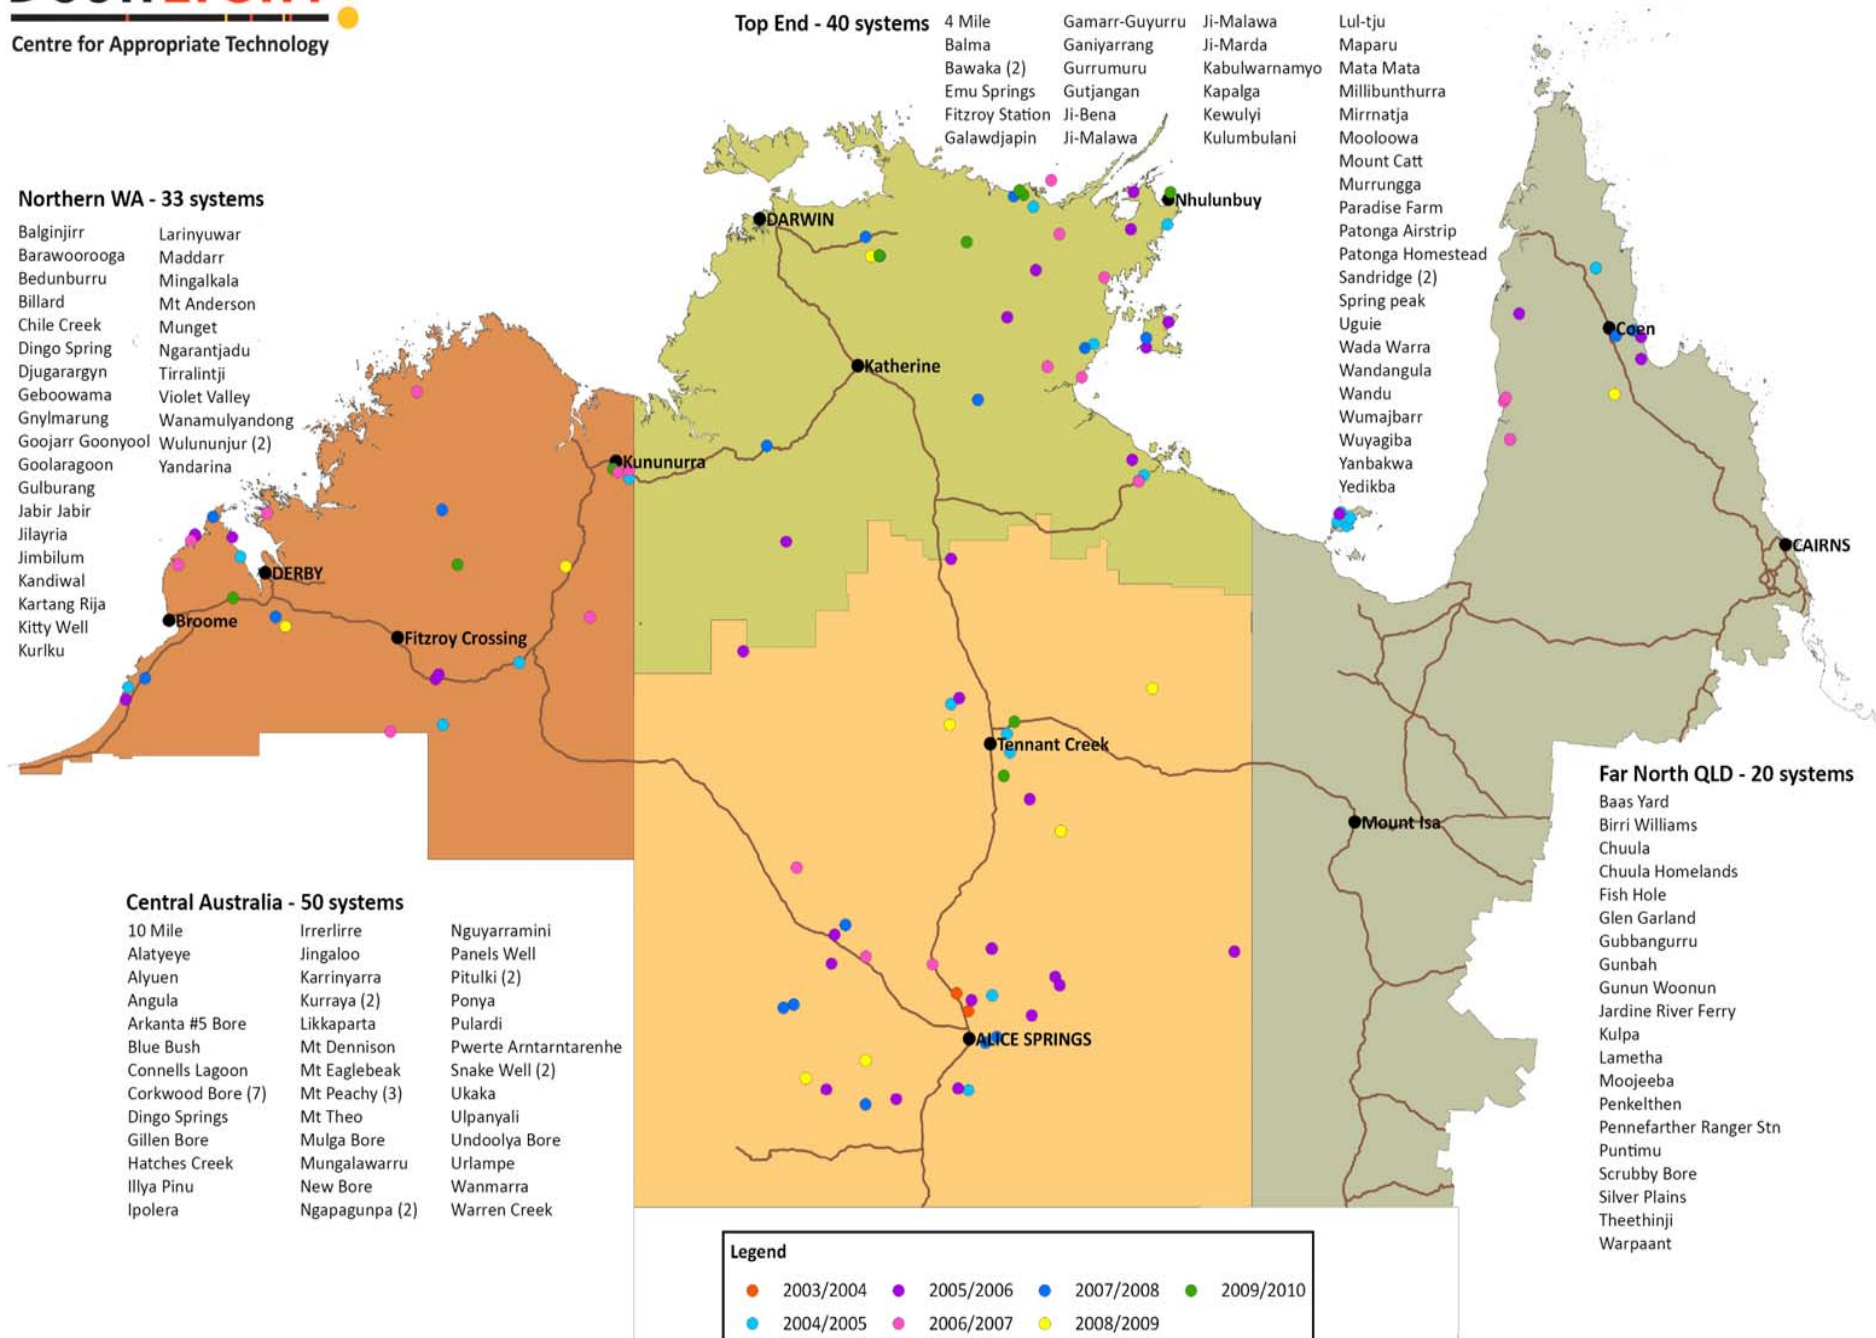 Centre for Appropriate Technology
Top End - 40 systems
4 Mile
Balma
Bawaka (2)
Emu Springs
Fitzroy Station
Galawdjapin
Gamarr-Guyurru
Ganiyarrang
Gurrumuru
Gutjangan
Ji-Bena
Ji-Malawa
Ji-Malawa
Ji-Marda
Kabulwarnamyo
Kapalga
Kewulyi
Kulumbulani
Lul-tju
Maparu
Mata Mata
Millibunthurra
Mirrnatja
Mooloowa
Mount Catt
Murrungga
Paradise Farm
Patonga Airstrip
Patonga Homestead
Sandridge (2)
Spring peak
Uguie
Wada Warra
Wandangula
Wandu
Wumajbarr
Wuyagiba
Yanbakwa
Yedikba
Northern WA - 33 systems
Balginjirr
Barawoorooga
Bedunburru
Billard
Chile Creek
Dingo Spring
Djugarargyn
Geboowama
Gnylmarung
Goojarr Goonyool
Goolaragoon
Gulburang
Jabir Jabir
Jilayria
Jimbilum
Kandiwal
Kartang Rija
Kitty Well
Kurlku
Larinyuwar
Maddarr
Mingalkala
Mt Anderson
Munget
Ngarantjadu
Tirralintji
Violet Valley
Wanamulyandong
Wulununjur (2)
Yandarina
DARWIN
Nhulunbuy
Katherine
Kununurra
DERBY
Broome
Fitzroy Crossing
Tennant Creek
ALICE SPRINGS
Mount Isa
Coen
CAIRNS
Central Australia - 50 systems
10 Mile
Alatyeye
Alyuen
Angula
Arkanta #5 Bore
Blue Bush
Connells Lagoon
Corkwood Bore (7)
Dingo Springs
Gillen Bore
Hatches Creek
Illya Pinu
Ipolera
Irrerlirre
Jingaloo
Karrinyarra
Kurraya (2)
Likkaparta
Mt Dennison
Mt Eaglebeak
Mt Peachy (3)
Mt Theo
Mulga Bore
Mungalawarru
New Bore
Ngapagunpa (2)
Nguyarramini
Panels Well
Pitulki (2)
Ponya
Pulardi
Pwerte Arntarntarenhe
Snake Well (2)
Ukaka
Ulpanyali
Undoolya Bore
Urlampe
Wanmarra
Warren Creek
Far North QLD - 20 systems
Baas Yard
Birri Williams
Chuula
Chuula Homelands
Fish Hole
Glen Garland
Gubbangurru
Gunbah
Gunun Woonun
Jardine River Ferry
Kulpa
Lametha
Moojeeba
Penkelthen
Pennefarther Ranger Stn
Puntimu
Scrubby Bore
Silver Plains
Theethinji
Warpaant
Legend
2003/2004
2005/2006
2007/2008
2009/2010
2004/2005
2006/2007
2008/2009